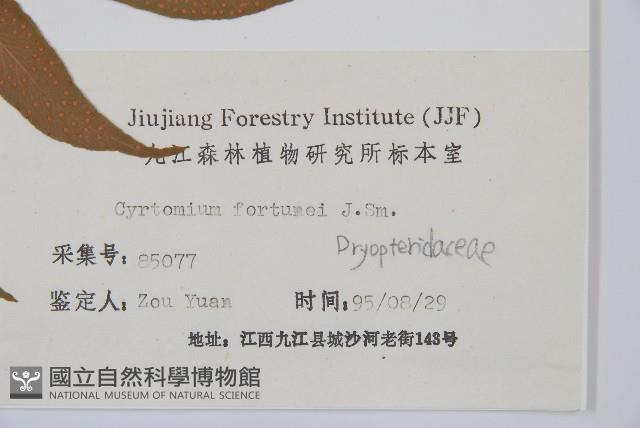 Jiujiang Forestry Institute (JJF)
九江森林植物研究所标本室
Cyrtomium fortumei J.Sm.
Dryopteridaceae
采集号: 85077
鉴定人: Zou Yuan 时间: 95/08/29
地址: 江西九江县城沙河老街143号
國立自然科學博物館
NATIONAL MUSEUM OF NATURAL SCIENCE